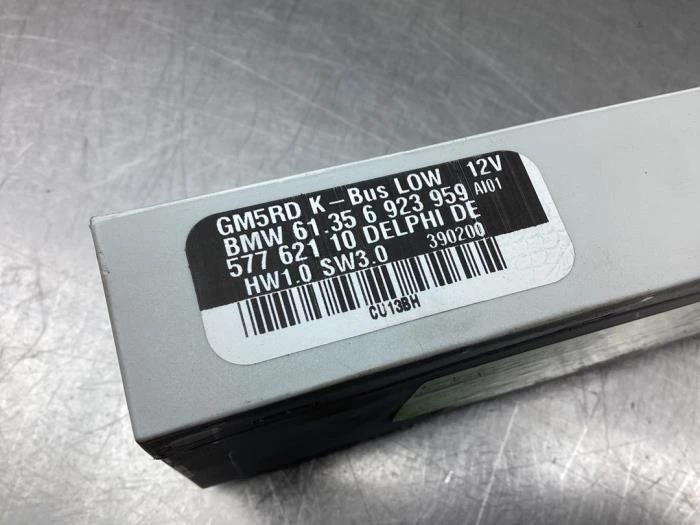 GM5RD K-Bus LOW 12V
BMW 61.35 6 923 959 AI01
577 621 10 DELPHI DE
HW1.0 SW3.0 390200
CU13BH